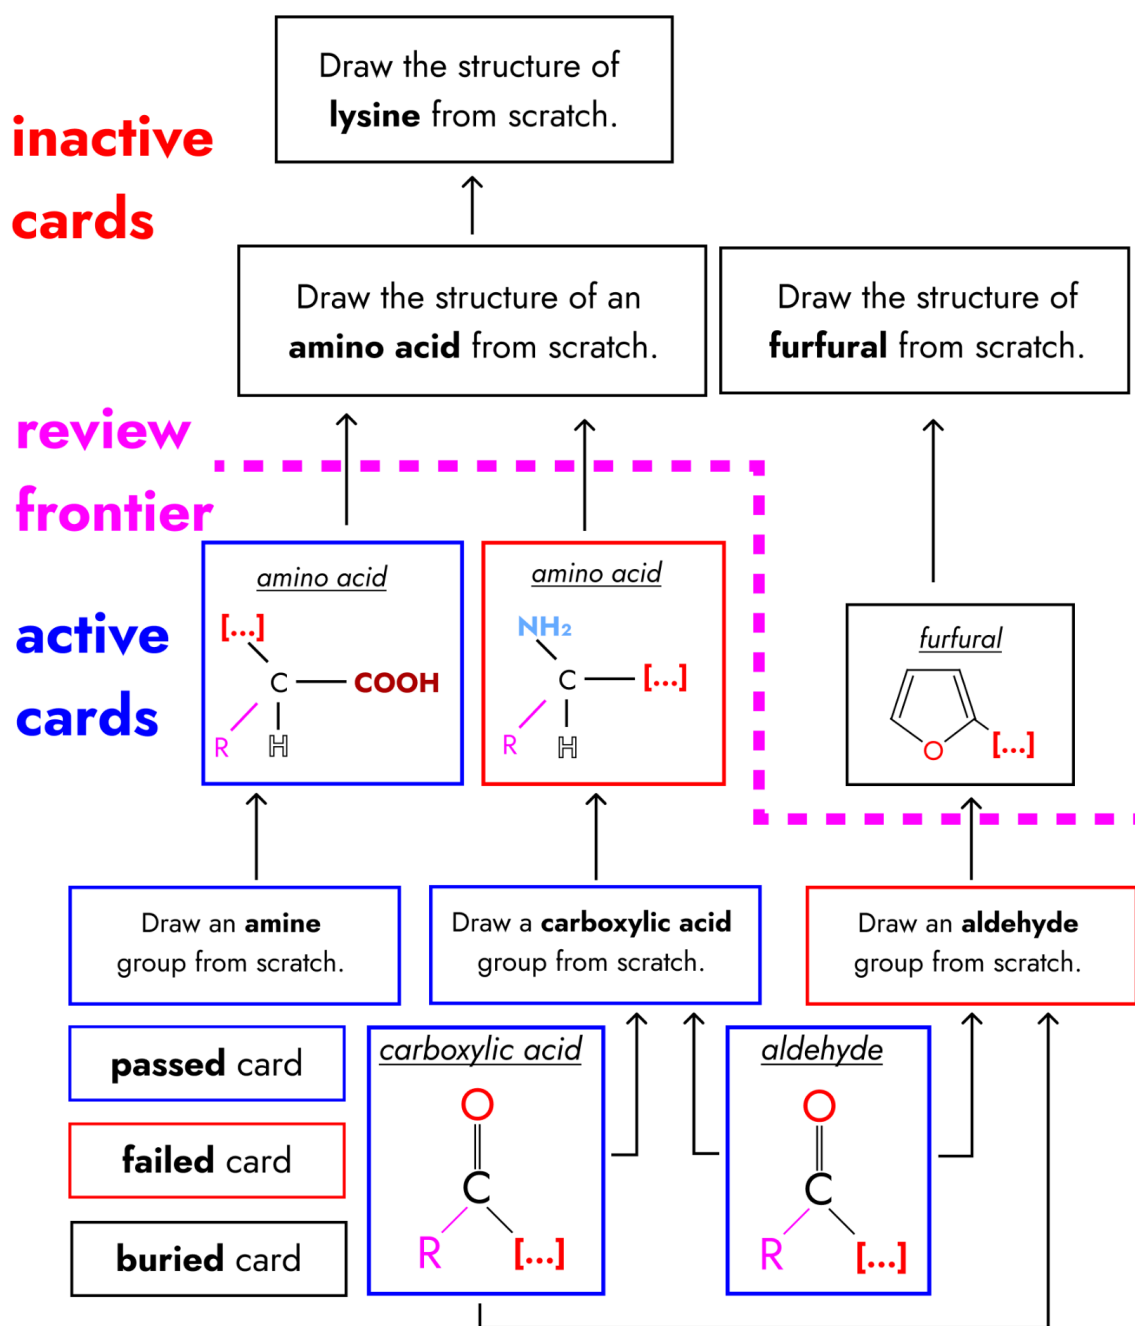 Draw the structure of
lysine from scratch.
inactive
cards
Draw the structure of an
amino acid from scratch.
Draw the structure of
furfural from scratch.
review
frontier
active
cards
amino acid
[...]
C
COOH
R
H
amino acid
NH₂
C
[...]
R
H
furfural
O
[...]
Draw an amine
group from scratch.
Draw a carboxylic acid
group from scratch.
Draw an aldehyde
group from scratch.
passed card
failed card
buried card
carboxylic acid
O
C
R
[...]
aldehyde
O
C
R
[...]